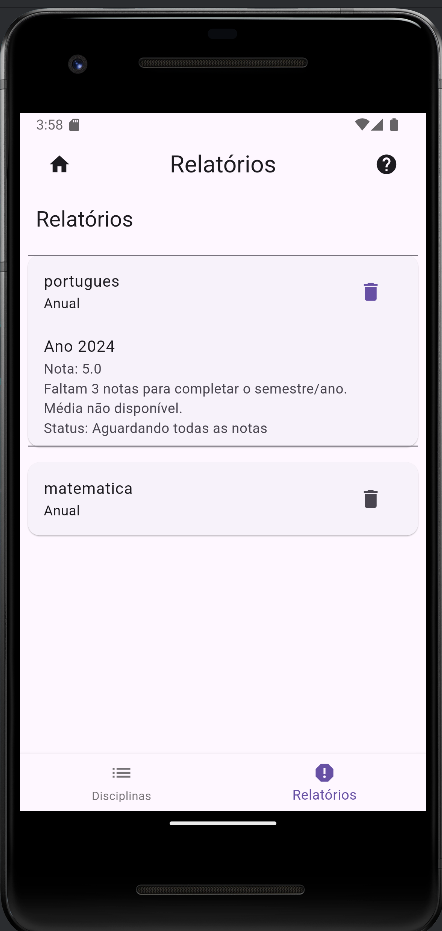 3:58
Relatórios
Relatórios
portugues
Anual
Ano 2024
Nota: 5.0
Faltam 3 notas para completar o semestre/ano.
Média não disponível.
Status: Aguardando todas as notas
matematica
Anual
Disciplinas
Relatórios